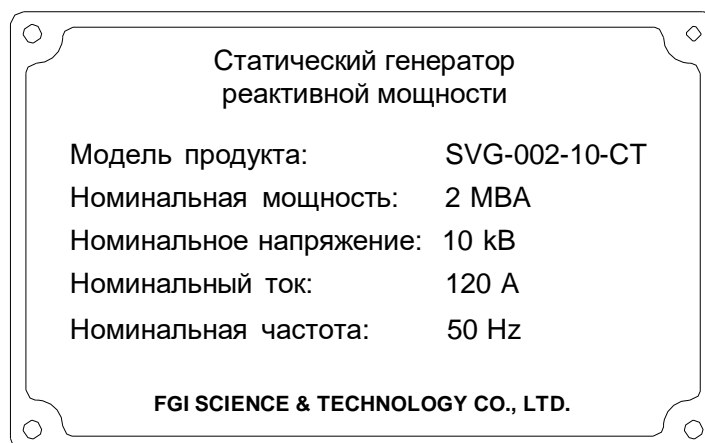 Статический генератор
реактивной мощности
Модель продукта: SVG-002-10-CT
Номинальная мощность: 2 MBA
Номинальное напряжение: 10 kB
Номинальный ток: 120 A
Номинальная частота: 50 Hz
FGI SCIENCE & TECHNOLOGY CO., LTD.